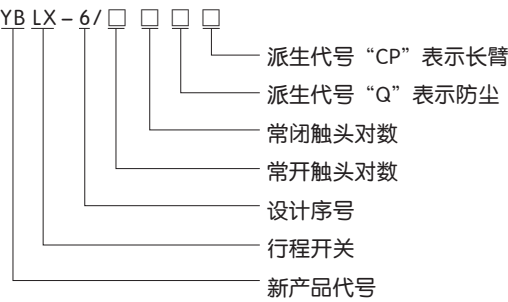 YB LX – 6/□ □ □ □
派生代号“CP”表示长臂
派生代号“Q”表示防尘
常闭触头对数
常开触头对数
设计序号
行程开关
新产品代号